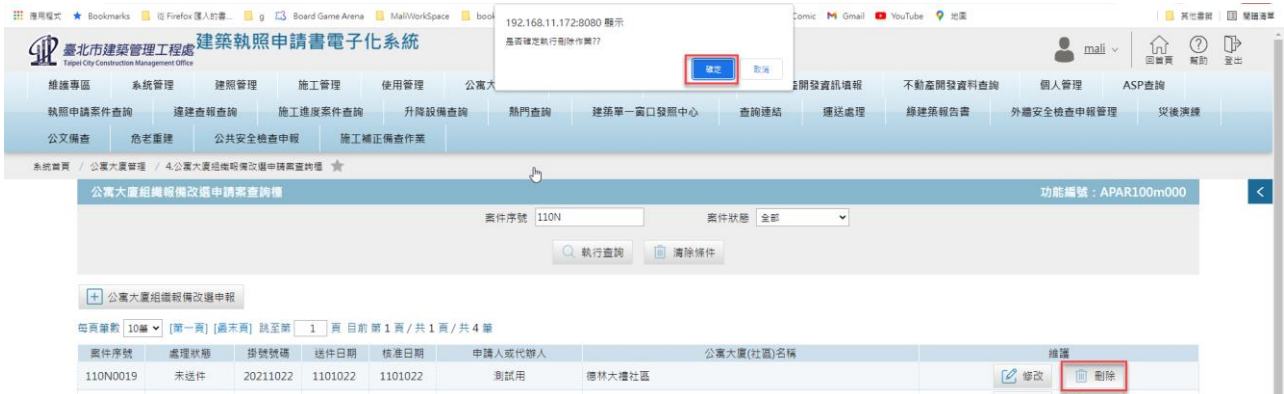 應用程式 Bookmarks 從 Firefox 匯入的書... g Board Game Arena MaliWorkSpace book Comic Gmail YouTube 地圖 其他書籤 閱讀清單
192.168.11.172:8080 顯示
是否確定執行刪除作業??
確定 取消
臺北市建築管理工程處 建築執照申請書電子化系統
Taipei City Construction Management Office
mali 回首頁 幫助 登出
維護專區 系統管理 建照管理 施工管理 使用管理 公寓大 開發資訊填報 不動產開發資料查詢 個人管理 ASP查詢
執照申請案件查詢 違建查報查詢 施工進度案件查詢 升降設備查詢 熱門查詢 建築單一窗口發照中心 查詢連結 運送處理 綠建築報告書 外牆安全檢查申報管理 災後演練
公文備查 危老重建 公共安全檢查申報 施工補正備查作業
系統首頁 / 公寓大廈管理 / 4.公寓大廈組織報備改選申請案查詢檔
公寓大廈組織報備改選申請案查詢檔 功能編號：APAR100m000
案件序號 110N 案件狀態 全部
執行查詢 清除條件
公寓大廈組織報備改選申報
每頁筆數 10筆 [第一頁] [最末頁] 跳至第 1 頁 目前 第 1 頁 / 共 1 頁 / 共 4 筆
案件序號 處理狀態 掛號號碼 送件日期 核准日期 申請人或代辦人 公寓大廈(社區)名稱 維護
110N0019 未送件 20211022 1101022 1101022 測試用 德林大禮社區 修改 刪除